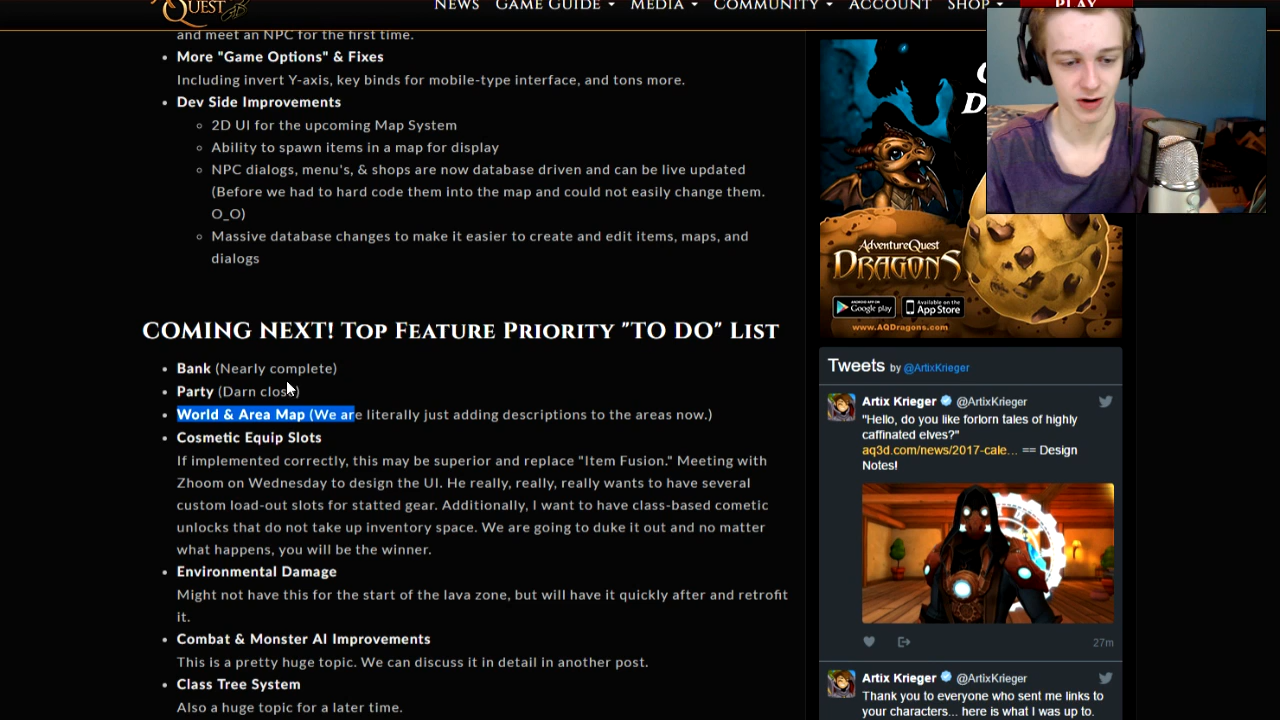 QUEST
NEWS GAME GUIDE MEDIA COMMUNITY ACCOUNT SHOP PLAY
and meet an NPC for the first time.
More "Game Options" & Fixes
Including invert Y-axis, key binds for mobile-type interface, and tons more.
Dev Side Improvements
2D UI for the upcoming Map System
Ability to spawn items in a map for display
NPC dialogs, menu's, & shops are now database driven and can be live updated
(Before we had to hard code them into the map and could not easily change them.
O_O)
Massive database changes to make it easier to create and edit items, maps, and
dialogs
COMING NEXT! TOP FEATURE PRIORITY "TO DO" LIST
Bank (Nearly complete)
Party (Darn close)
World & Area Map (We are literally just adding descriptions to the areas now.)
Cosmetic Equip Slots
If implemented correctly, this may be superior and replace "Item Fusion." Meeting with
Zhoom on Wednesday to design the UI. He really, really, really wants to have several
custom load-out slots for statted gear. Additionally, I want to have class-based cometic
unlocks that do not take up inventory space. We are going to duke it out and no matter
what happens, you will be the winner.
Environmental Damage
Might not have this for the start of the lava zone, but will have it quickly after and retrofit
it.
Combat & Monster AI Improvements
This is a pretty huge topic. We can discuss it in detail in another post.
Class Tree System
Also a huge topic for a later time.
AdventureQuest
DRAGONS
ANDROID APP ON
Google play
Available on the
App Store
www.AQDragons.com
Tweets by @ArtixKrieger
Artix Krieger @ArtixKrieger
"Hello, do you like forlorn tales of highly
caffinated elves?"
aq3d.com/news/2017-cale... == Design
Notes!
27m
Artix Krieger @ArtixKrieger
Thank you to everyone who sent me links to
your characters... here is what I was up to.